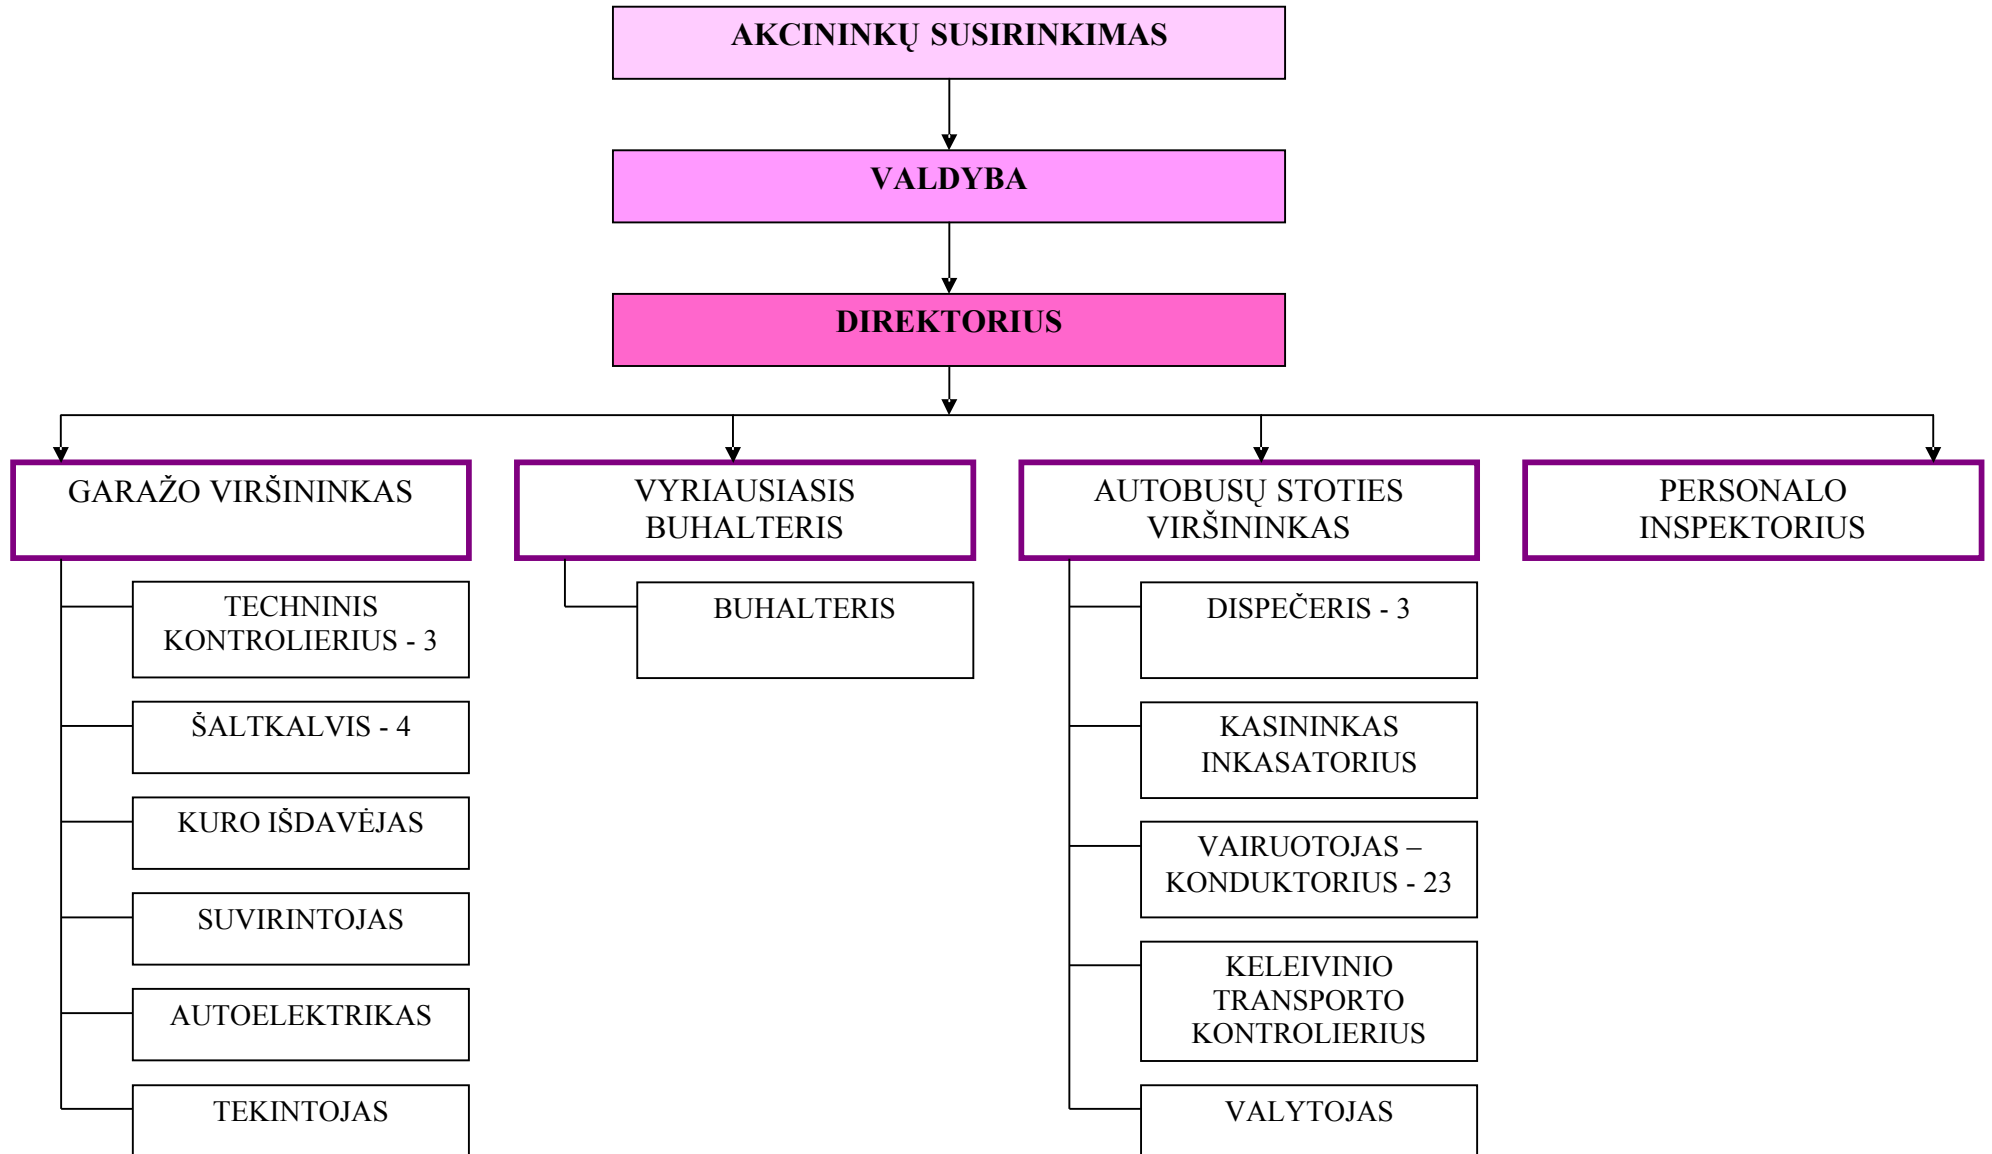 AKCININKŲ SUSIRINKIMAS
VALDYBA
DIREKTORIUS
GARAŽO VIRŠININKAS
VYRIAUSIASIS
BUHALTERIS
AUTOBUSŲ STOTIES
VIRŠININKAS
PERSONALO
INSPEKTORIUS
TECHNINIS
KONTROLIERIUS - 3
ŠALTKALVIS - 4
KURO IŠDAVĖJAS
SUVIRINTOJAS
AUTOELEKTRIKAS
TEKINTOJAS
BUHALTERIS
DISPEČERIS - 3
KASININKAS
INKASATORIUS
VAIRUOTOJAS –
KONDUKTORIUS - 23
KELEIVINIO
TRANSPORTO
KONTROLIERIUS
VALYTOJAS